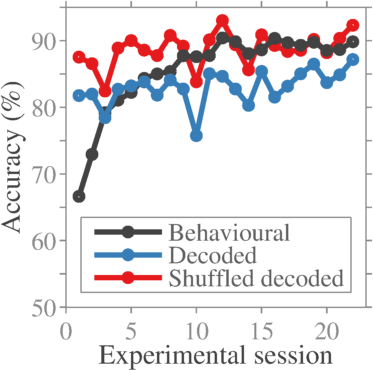 Accuracy (%)
90
80
70
60
50
Behavioural
Decoded
Shuffled decoded
0 5 10 15 20
Experimental session